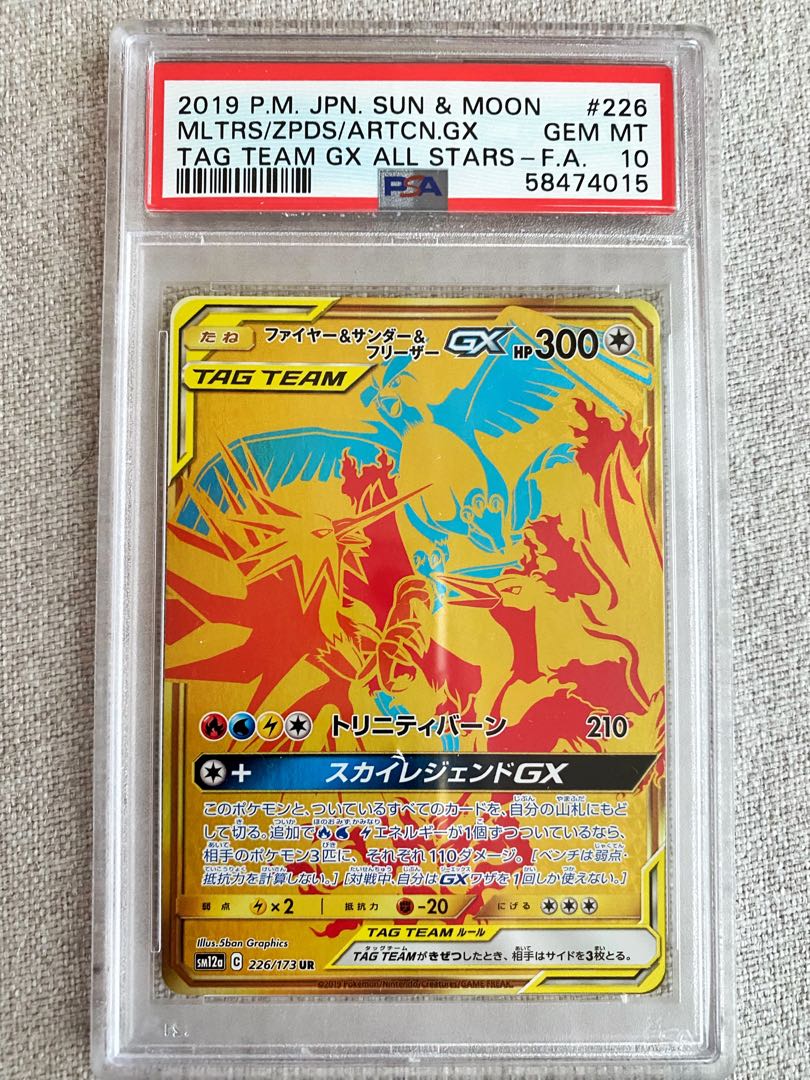 2019 P.M. JPN. SUN & MOON #226
MLTRS/ZPDS/ARTCN.GX GEM MT
TAG TEAM GX ALL STARS-F.A. 10
PSA 58474015
たね ファイヤー&サンダー&フリーザー GX HP 300
TAG TEAM
トリニティバーン 210
+ スカイレジェンドGX
このポケモンと、ついているすべてのカードを、自分の山札にもど
して切る。追加で エネルギーが1個ずつついているなら、
相手のポケモン3匹に、それぞれ110ダメージ。[ベンチは弱点・
抵抗力を計算しない。] [対戦中、自分はGXワザを1回しか使えない。]
弱点 ×2 抵抗力 -20 にげる
TAG TEAM ルール
Illus.5ban Graphics
TAG TEAMがきぜつしたとき、相手はサイドを3枚とる。
sm12a C 226/173 UR
©2019 Pokémon/Nintendo/Creatures/GAME FREAK.